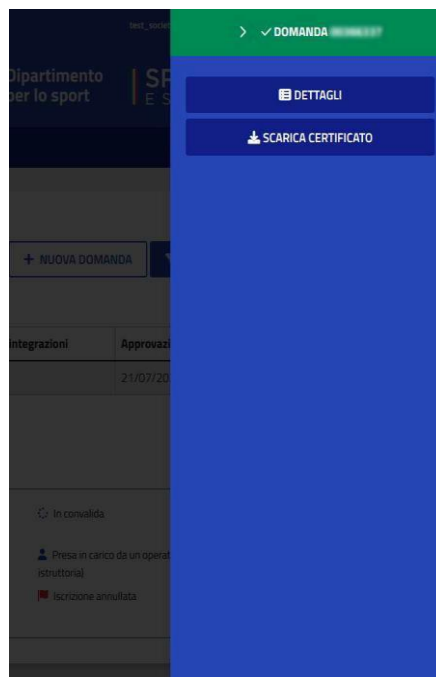 test_societ
Dipartimento
per lo sport
SP
E S
DOMANDA
DETTAGLI
SCARICA CERTIFICATO
+ NUOVA DOMANDA
integrazioni
Approvazi
21/07/20
In convalida
Presa in carico da un operat
istruttoria)
Iscrizione annullata